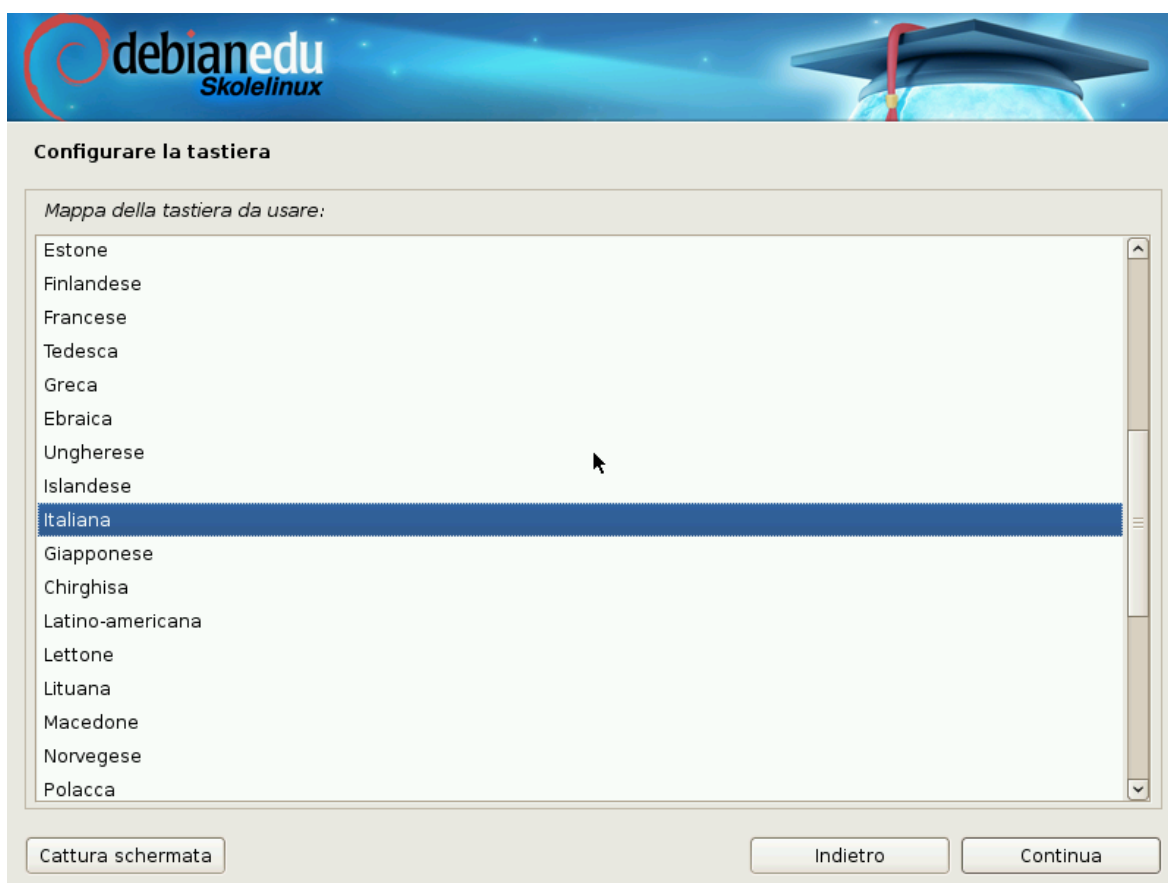 debianedu
Skolelinux
Configurare la tastiera
Mappa della tastiera da usare:
Estone
Finlandese
Francese
Tedesca
Greca
Ebraica
Ungherese
Islandese
Italiana
Giapponese
Chirghisa
Latino-americana
Lettone
Lituana
Macedone
Norvegese
Polacca
Cattura schermata
Indietro
Continua